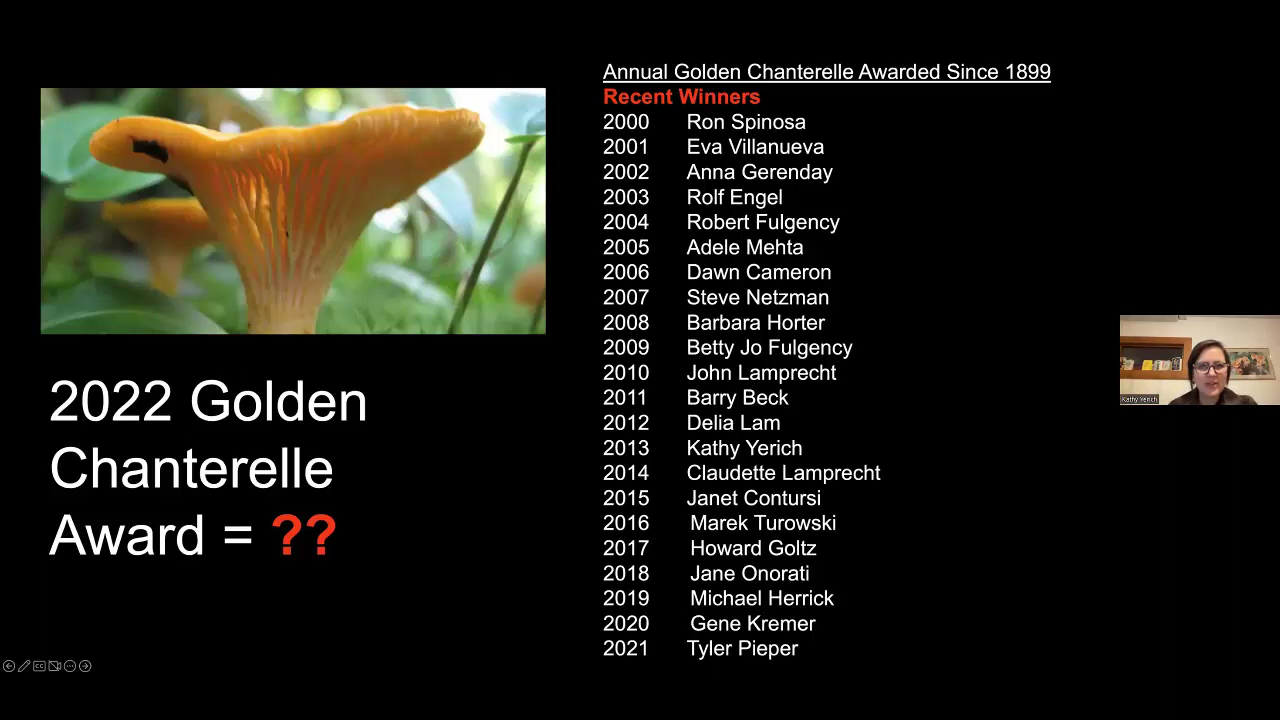 Annual Golden Chanterelle Awarded Since 1899
Recent Winners
2000 Ron Spinosa
2001 Eva Villanueva
2002 Anna Gerenday
2003 Rolf Engel
2004 Robert Fulgency
2005 Adele Mehta
2006 Dawn Cameron
2007 Steve Netzman
2008 Barbara Horter
2009 Betty Jo Fulgency
2010 John Lamprecht
2011 Barry Beck
2012 Delia Lam
2013 Kathy Yerich
2014 Claudette Lamprecht
2015 Janet Contursi
2016 Marek Turowski
2017 Howard Goltz
2018 Jane Onorati
2019 Michael Herrick
2020 Gene Kremer
2021 Tyler Pieper
2022 Golden
Chanterelle
Award = ??
Kathy Yerich
CC